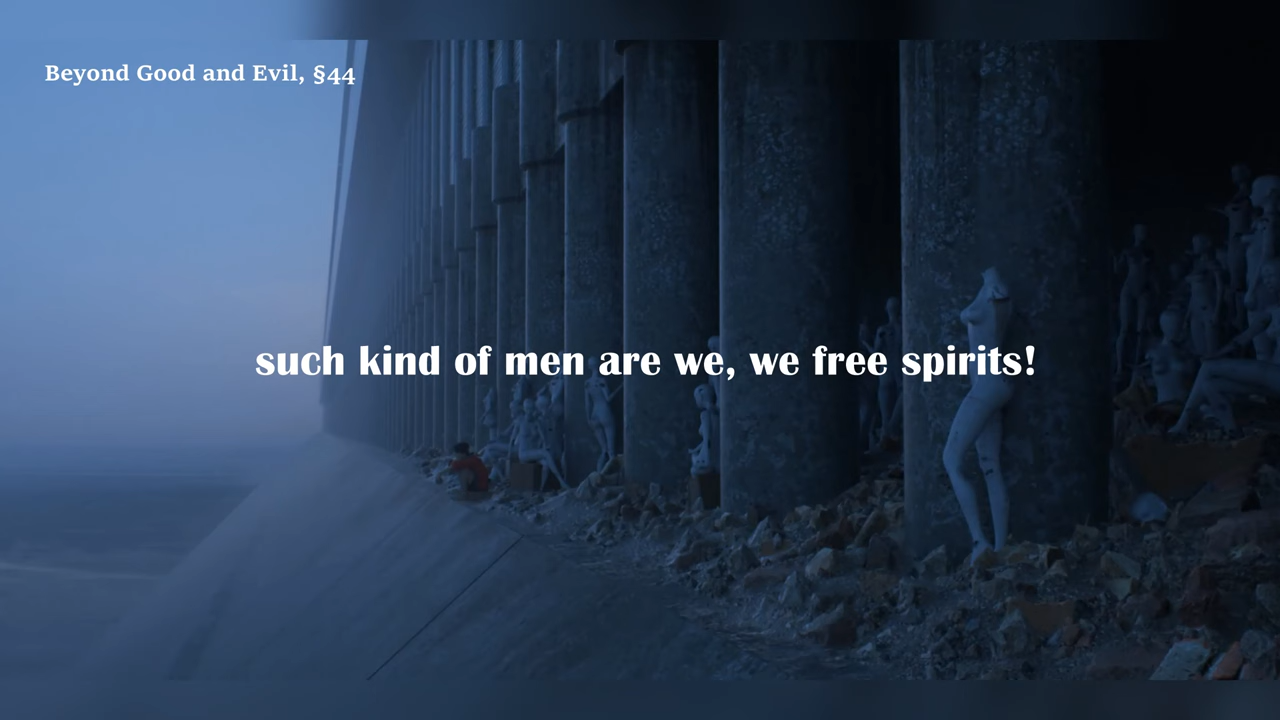 Beyond Good and Evil, §44
such kind of men are we, we free spirits!